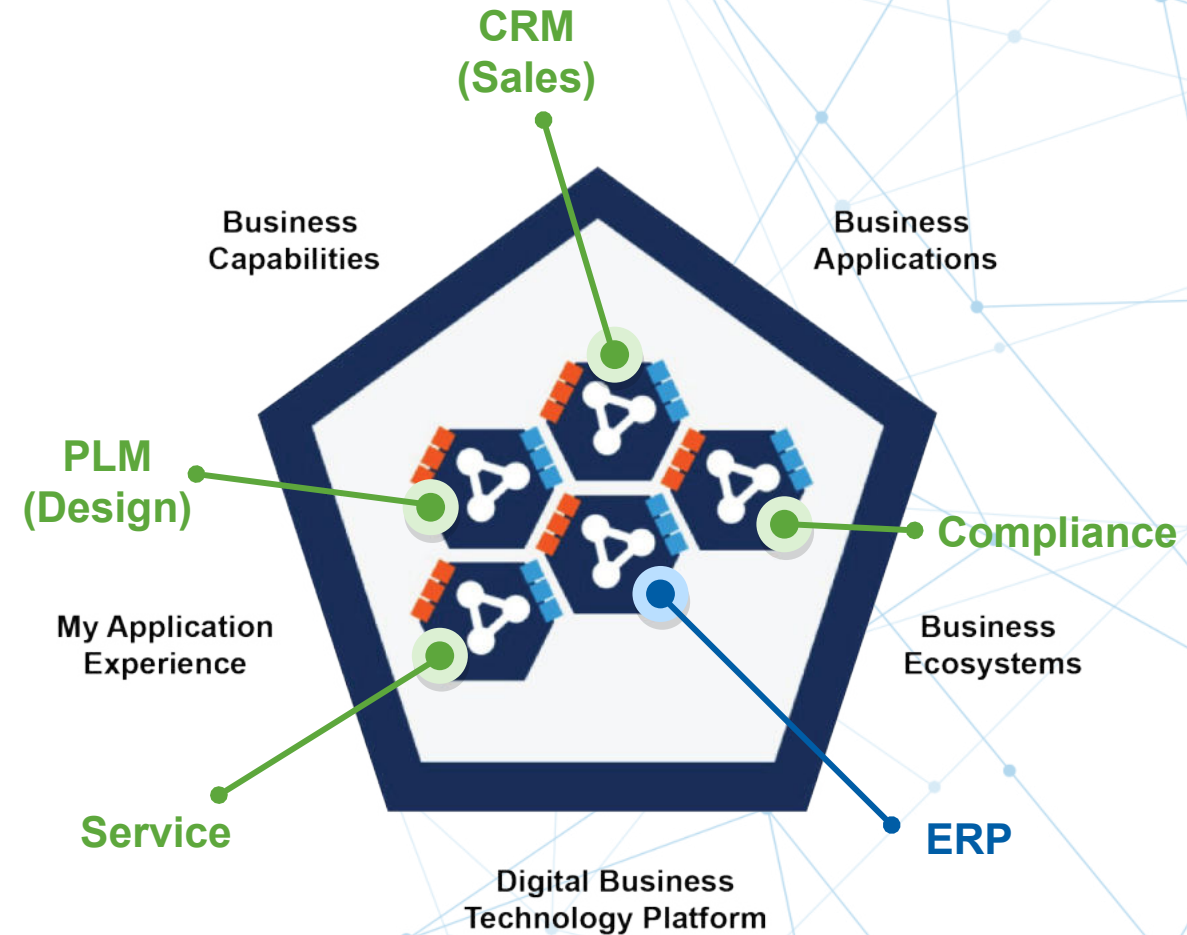 CRM
(Sales)
Business
Capabilities
Business
Applications
PLM
(Design)
Compliance
My Application
Experience
Business
Ecosystems
Service
ERP
Digital Business
Technology Platform